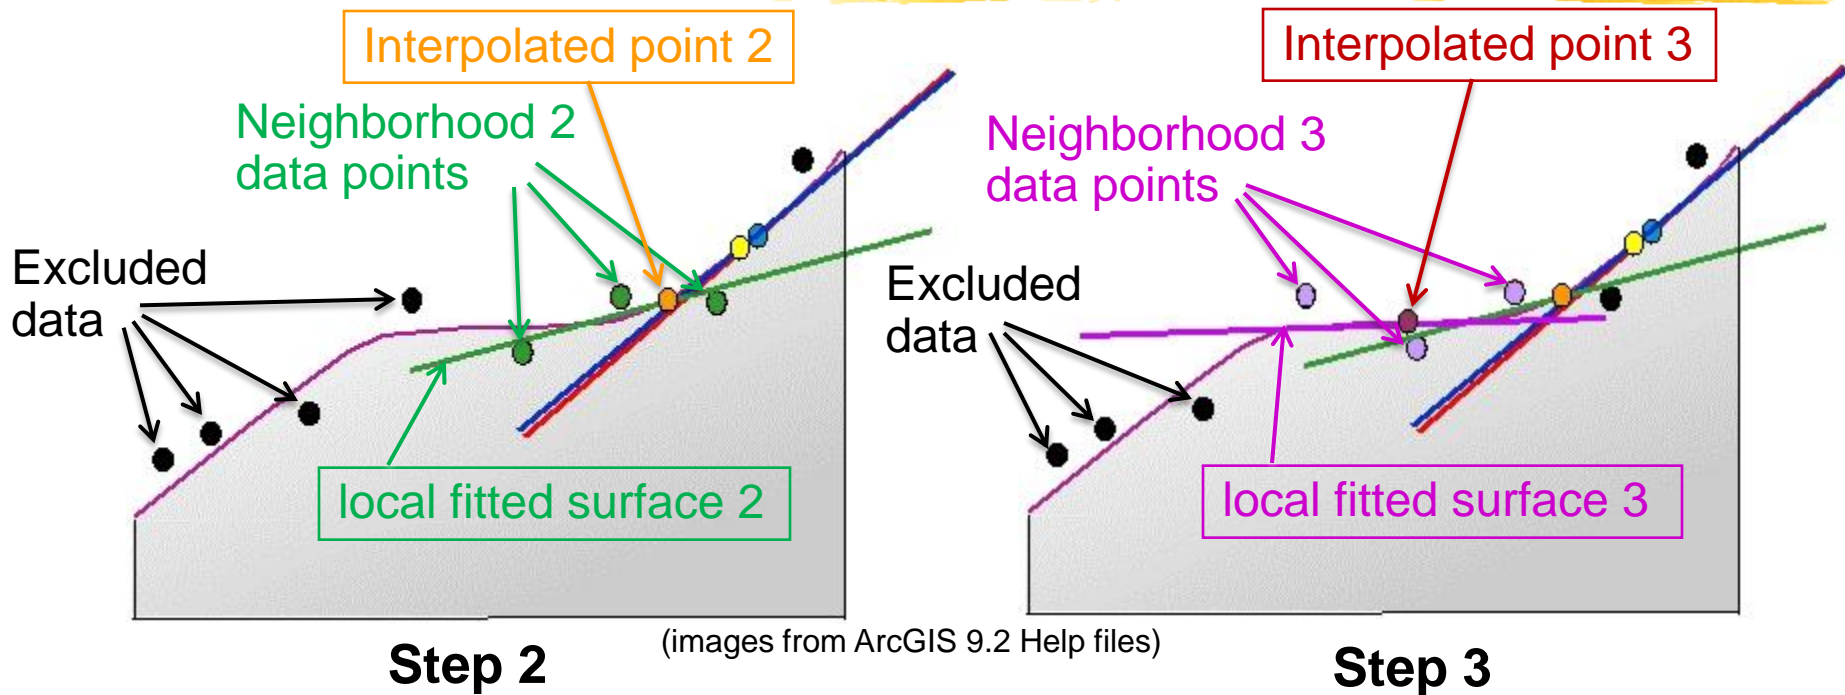 Interpolated point 2
Neighborhood 2
data points
Excluded
data
local fitted surface 2
Step 2
Interpolated point 3
Neighborhood 3
data points
Excluded
data
local fitted surface 3
Step 3
(images from ArcGIS 9.2 Help files)